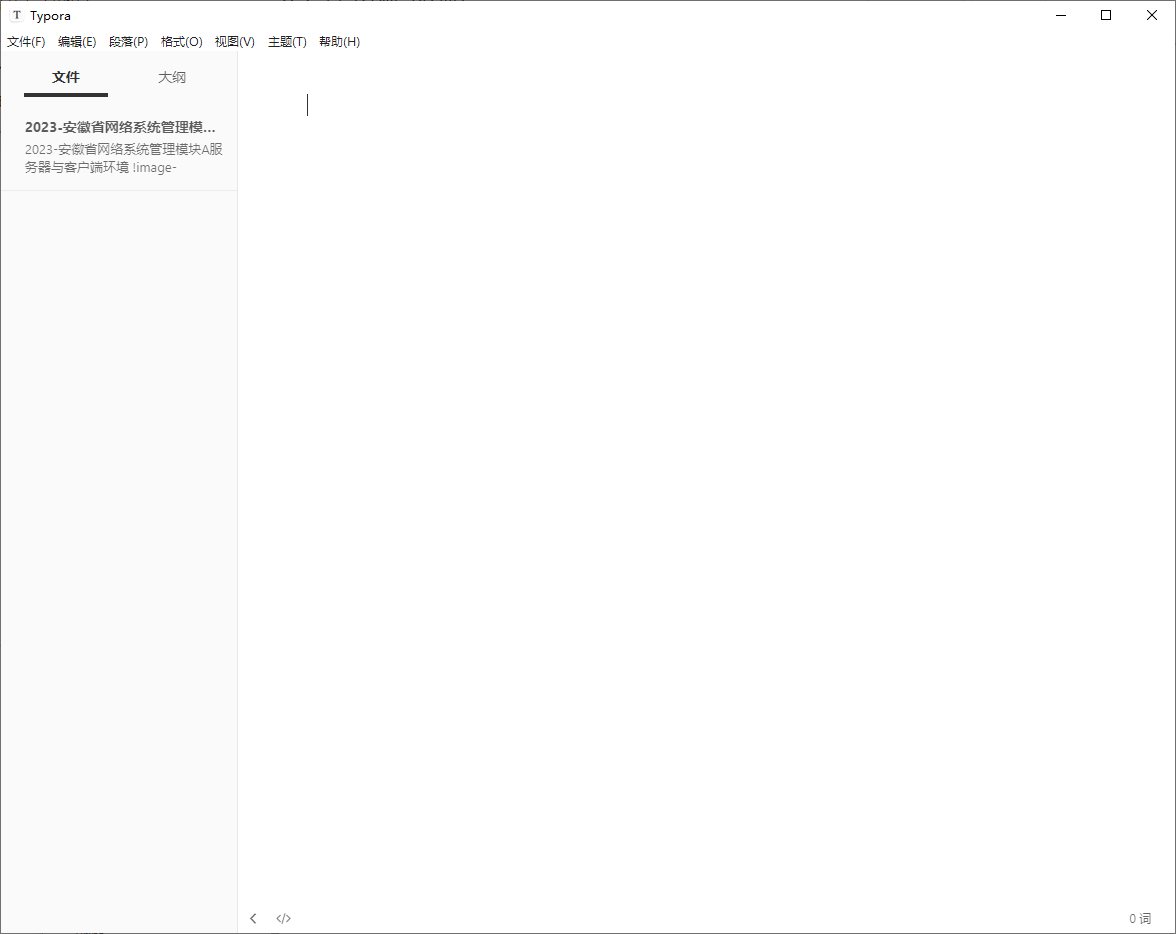 T Typora
文件(F) 编辑(E) 段落(P) 格式(O) 视图(V) 主题(T) 帮助(H)
文件 大纲
2023-安徽省网络系统管理模...
2023-安徽省网络系统管理模块A服
务器与客户端环境 !image-
</> 0 词